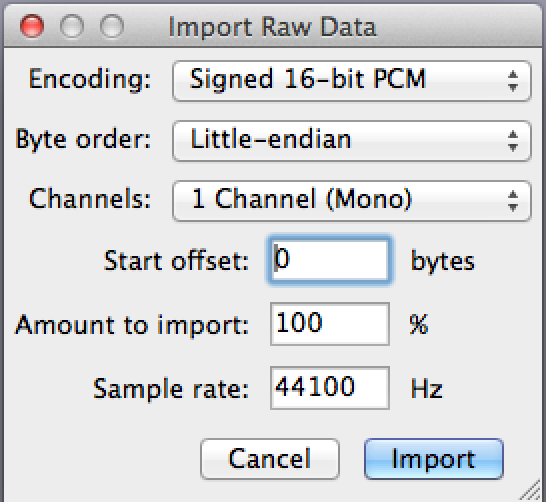 Import Raw Data
Encoding: Signed 16-bit PCM
Byte order: Little-endian
Channels: 1 Channel (Mono)
Start offset: 0 bytes
Amount to import: 100 %
Sample rate: 44100 Hz
Cancel Import